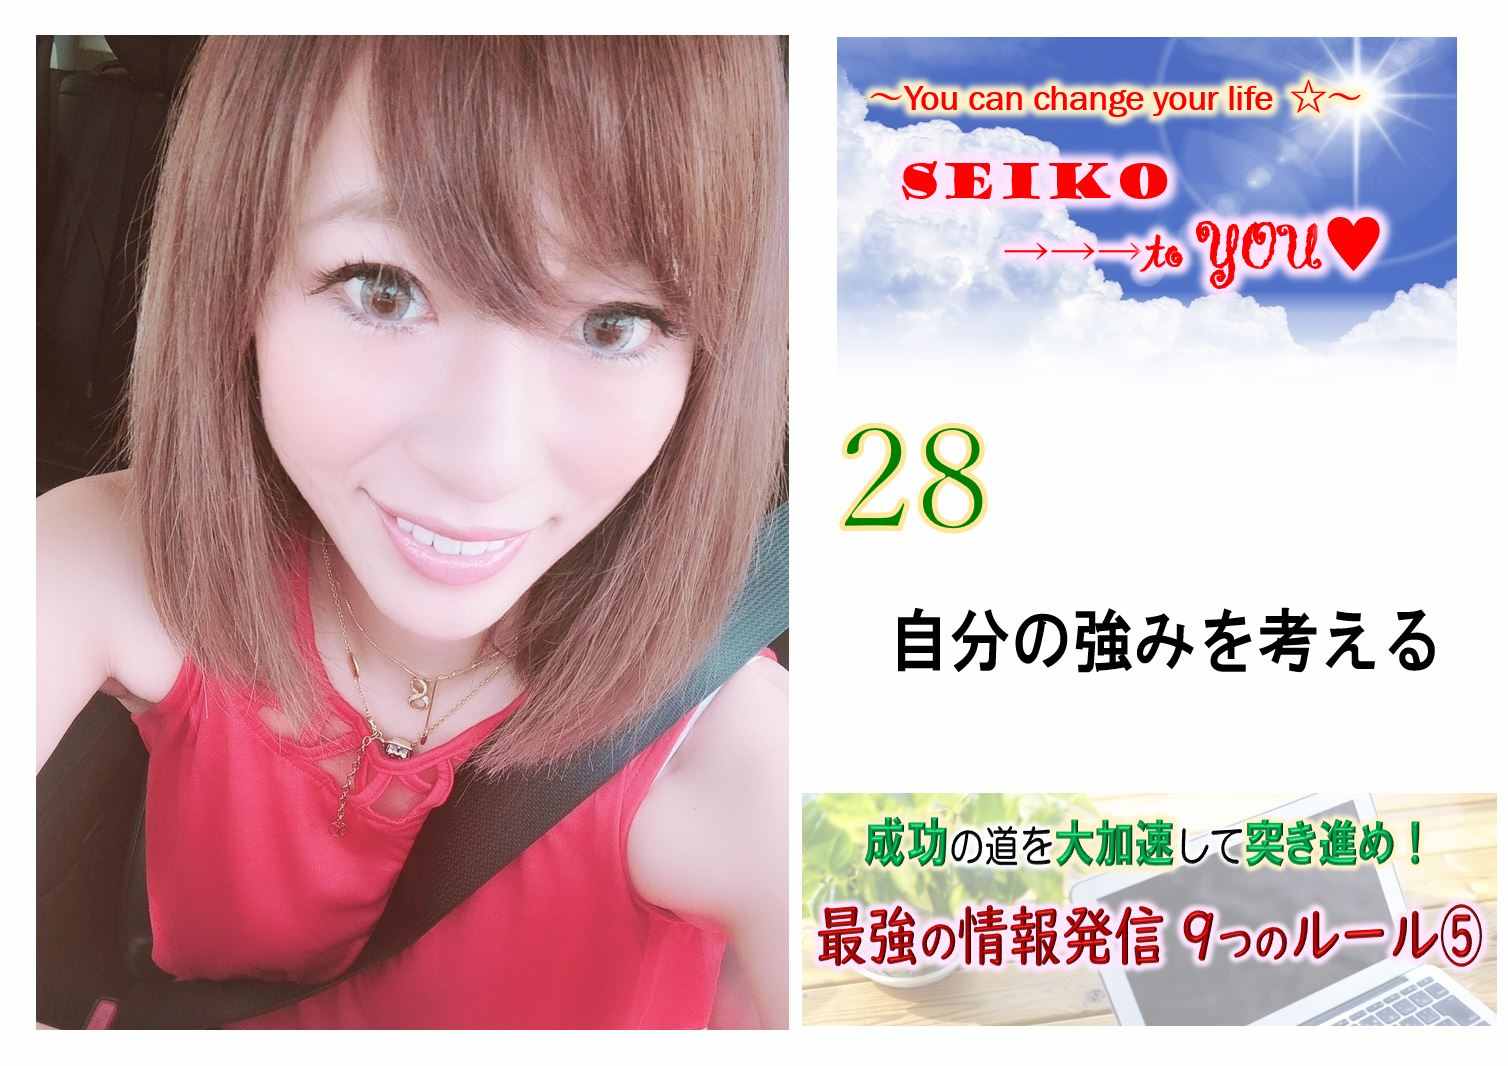 ～You can change your life ☆～
SEIKO
→→→to YOU♥
28
自分の強みを考える
成功の道を大加速して突き進め！
最強の情報発信 9つのルール⑤